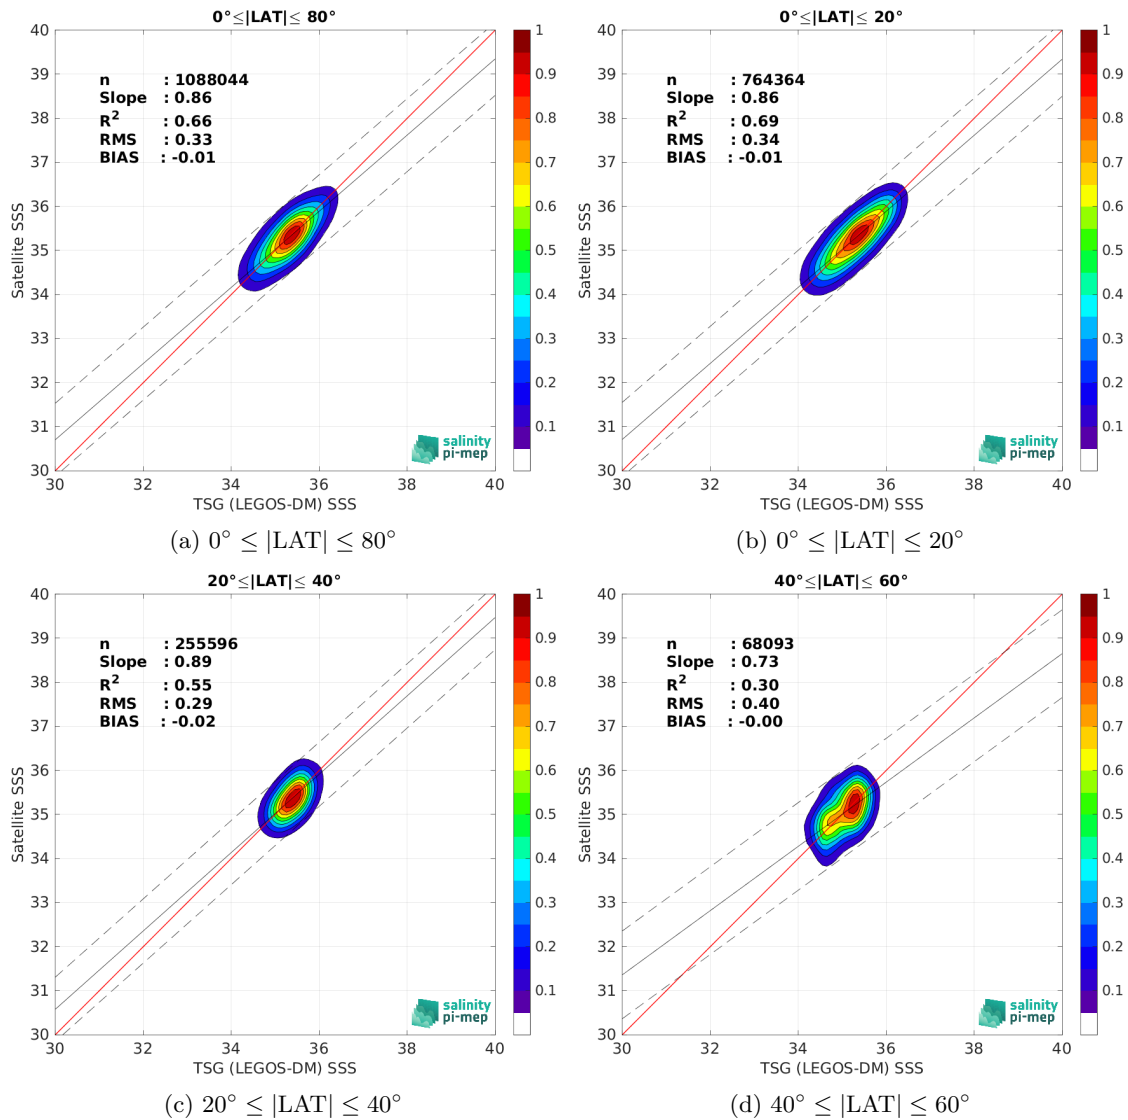 0°≤|LAT|≤ 80°
40
39
38
37
36
35
34
33
32
31
30
30 32 34 36 38 40
Satellite SSS
TSG (LEGOS-DM) SSS
n : 1088044
Slope : 0.86
R² : 0.66
RMS : 0.33
BIAS : -0.01
1
0.9
0.8
0.7
0.6
0.5
0.4
0.3
0.2
0.1
salinity
pi-mep
(a) 0° ≤ |LAT| ≤ 80°
0°≤|LAT|≤ 20°
40
39
38
37
36
35
34
33
32
31
30
30 32 34 36 38 40
Satellite SSS
TSG (LEGOS-DM) SSS
n : 764364
Slope : 0.86
R² : 0.69
RMS : 0.34
BIAS : -0.01
1
0.9
0.8
0.7
0.6
0.5
0.4
0.3
0.2
0.1
salinity
pi-mep
(b) 0° ≤ |LAT| ≤ 20°
20°≤|LAT|≤ 40°
40
39
38
37
36
35
34
33
32
31
30
30 32 34 36 38 40
Satellite SSS
TSG (LEGOS-DM) SSS
n : 255596
Slope : 0.89
R² : 0.55
RMS : 0.29
BIAS : -0.02
1
0.9
0.8
0.7
0.6
0.5
0.4
0.3
0.2
0.1
salinity
pi-mep
(c) 20° ≤ |LAT| ≤ 40°
40°≤|LAT|≤ 60°
40
39
38
37
36
35
34
33
32
31
30
30 32 34 36 38 40
Satellite SSS
TSG (LEGOS-DM) SSS
n : 68093
Slope : 0.73
R² : 0.30
RMS : 0.40
BIAS : -0.00
1
0.9
0.8
0.7
0.6
0.5
0.4
0.3
0.2
0.1
salinity
pi-mep
(d) 40° ≤ |LAT| ≤ 60°